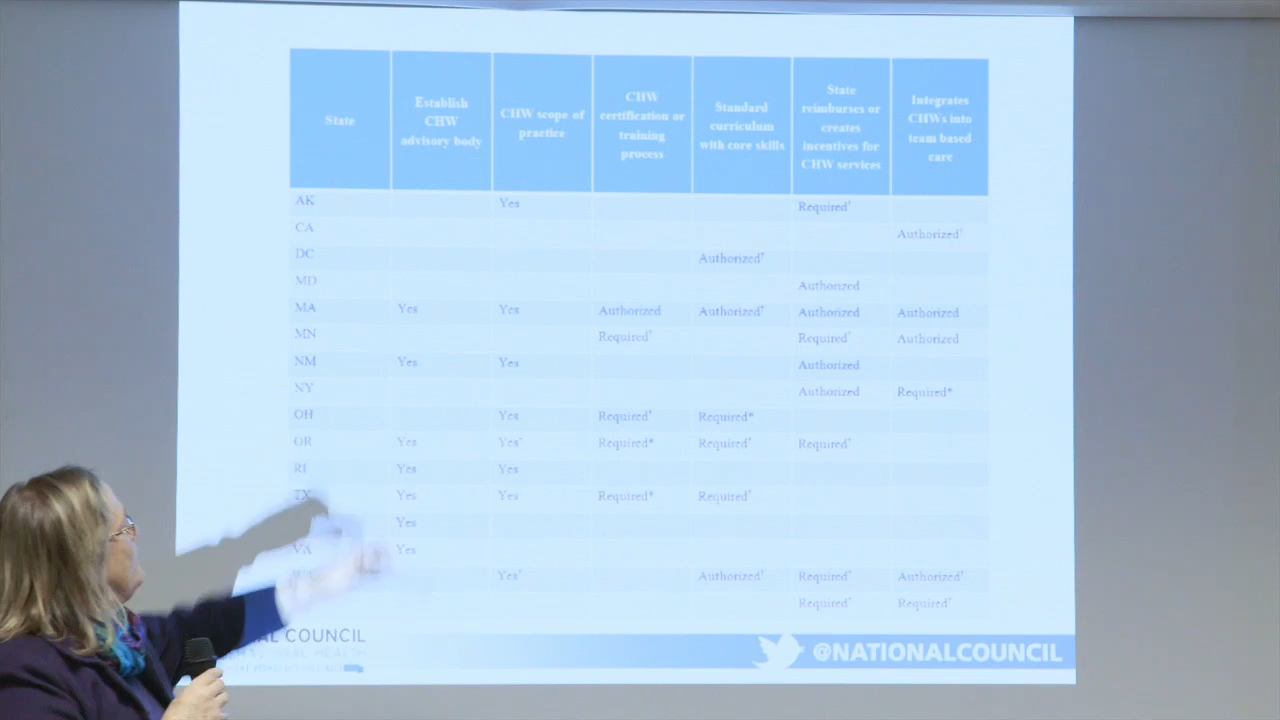 State
Establish CHW advisory body
CHW scope of practice
CHW certification or training process
Standard curriculum with core skills
State reimburses or creates incentives for CHW services
Integrates CHWs into team based care
AK Yes Required†
CA Authorized†
DC Authorized†
MD Authorized
MA Yes Yes Authorized Authorized† Authorized Authorized
MN Required† Required† Authorized
NM Yes Yes Authorized
NY Authorized Required*
OH Yes Required† Required*
OR Yes Yes† Required* Required† Required†
RI Yes Yes
TX Yes Yes Required* Required†
Yes
VA Yes
Yes† Authorized† Required† Authorized†
Required† Required†
COUNCIL
@NATIONALCOUNCIL